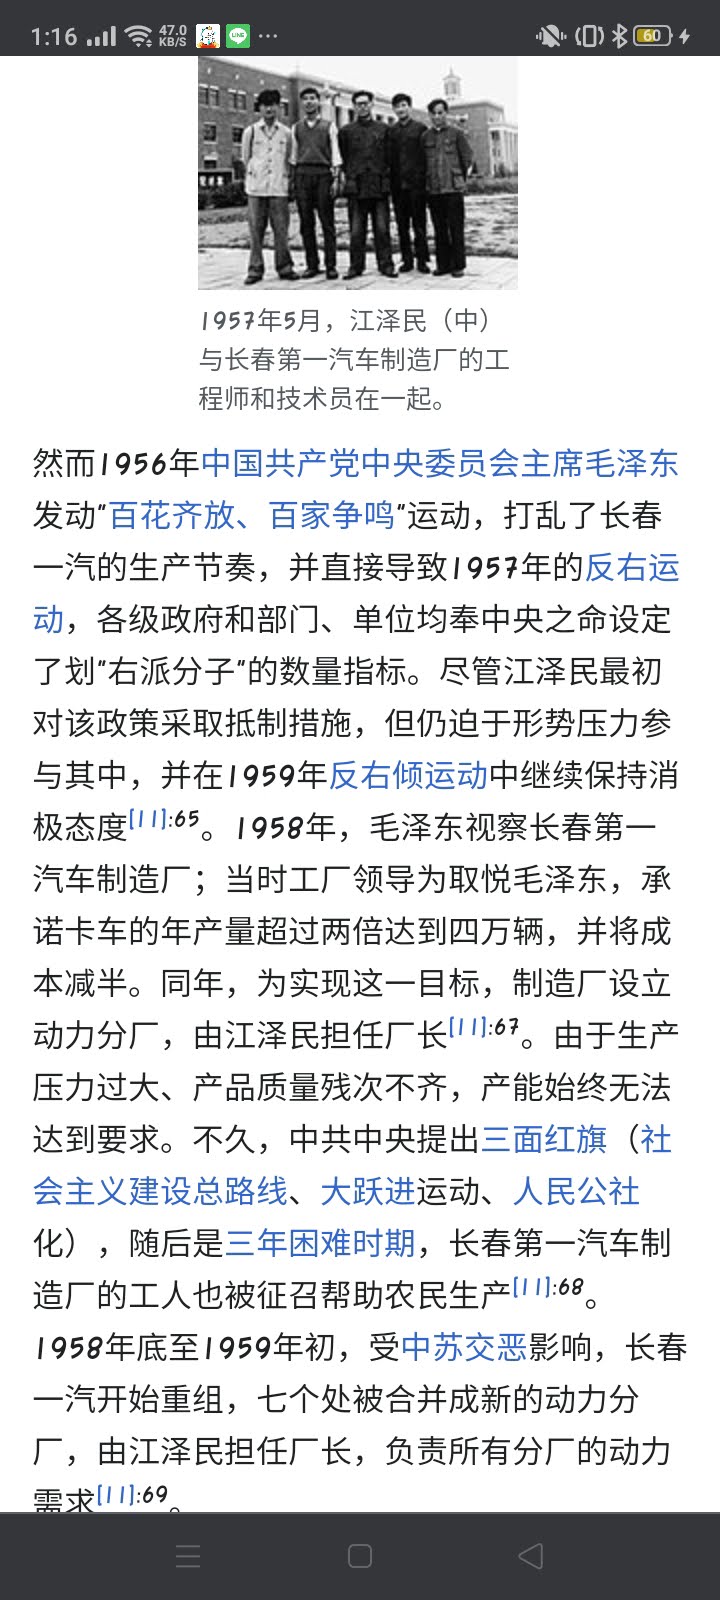 1:16 47.0 KB/S LINE ... 60
1957年5月，江泽民（中）
与长春第一汽车制造厂的工
程师和技术员在一起。
然而1956年中国共产党中央委员会主席毛泽东
发动"百花齐放、百家争鸣"运动，打乱了长春
一汽的生产节奏，并直接导致1957年的反右运
动，各级政府和部门、单位均奉中央之命设定
了划"右派分子"的数量指标。尽管江泽民最初
对该政策采取抵制措施，但仍迫于形势压力参
与其中，并在1959年反右倾运动中继续保持消
极态度[11]:65。1958年，毛泽东视察长春第一
汽车制造厂；当时工厂领导为取悦毛泽东，承
诺卡车的年产量超过两倍达到四万辆，并将成
本减半。同年，为实现这一目标，制造厂设立
动力分厂，由江泽民担任厂长[11]:67。由于生产
压力过大、产品质量残次不齐，产能始终无法
达到要求。不久，中共中央提出三面红旗（社
会主义建设总路线、大跃进运动、人民公社
化），随后是三年困难时期，长春第一汽车制
造厂的工人也被征召帮助农民生产[11]:68。
1958年底至1959年初，受中苏交恶影响，长春
一汽开始重组，七个处被合并成新的动力分
厂，由江泽民担任厂长，负责所有分厂的动力
需求[11]:69。